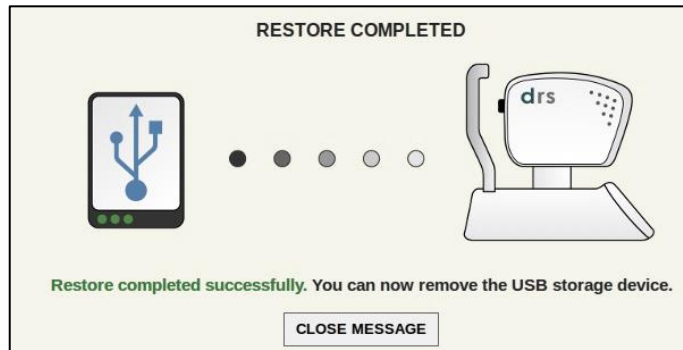 RESTORE COMPLETED
drs
Restore completed successfully. You can now remove the USB storage device.
CLOSE MESSAGE